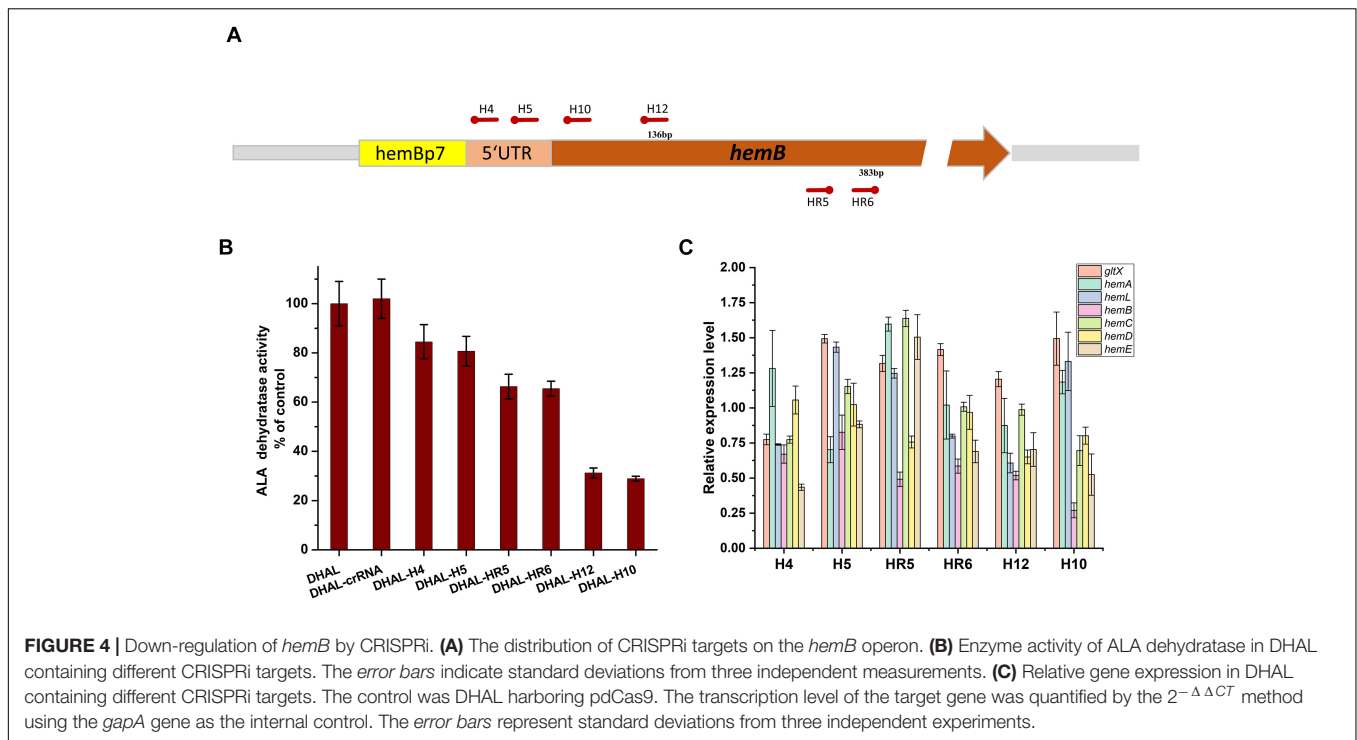 A
H4
H5
H10
H12
136bp
hemBp7
5'UTR
hemB
383bp
HR5
HR6
B
ALA dehydratase activity
% of control
100
80
60
40
20
0
DHAL
DHAL-crRNA
DHAL-H4
DHAL-H5
DHAL-HR5
DHAL-HR6
DHAL-H12
DHAL-H10
C
Relative expression level
2.00
1.75
1.50
1.25
1.00
0.75
0.50
0.25
0.00
H4
H5
HR5
HR6
H12
H10
gltX
hemA
hemL
hemB
hemC
hemD
hemE
FIGURE 4 | Down-regulation of hemB by CRISPRi. (A) The distribution of CRISPRi targets on the hemB operon. (B) Enzyme activity of ALA dehydratase in DHAL
containing different CRISPRi targets. The error bars indicate standard deviations from three independent measurements. (C) Relative gene expression in DHAL
containing different CRISPRi targets. The control was DHAL harboring pdCas9. The transcription level of the target gene was quantified by the 2−ΔΔCT method
using the gapA gene as the internal control. The error bars represent standard deviations from three independent experiments.